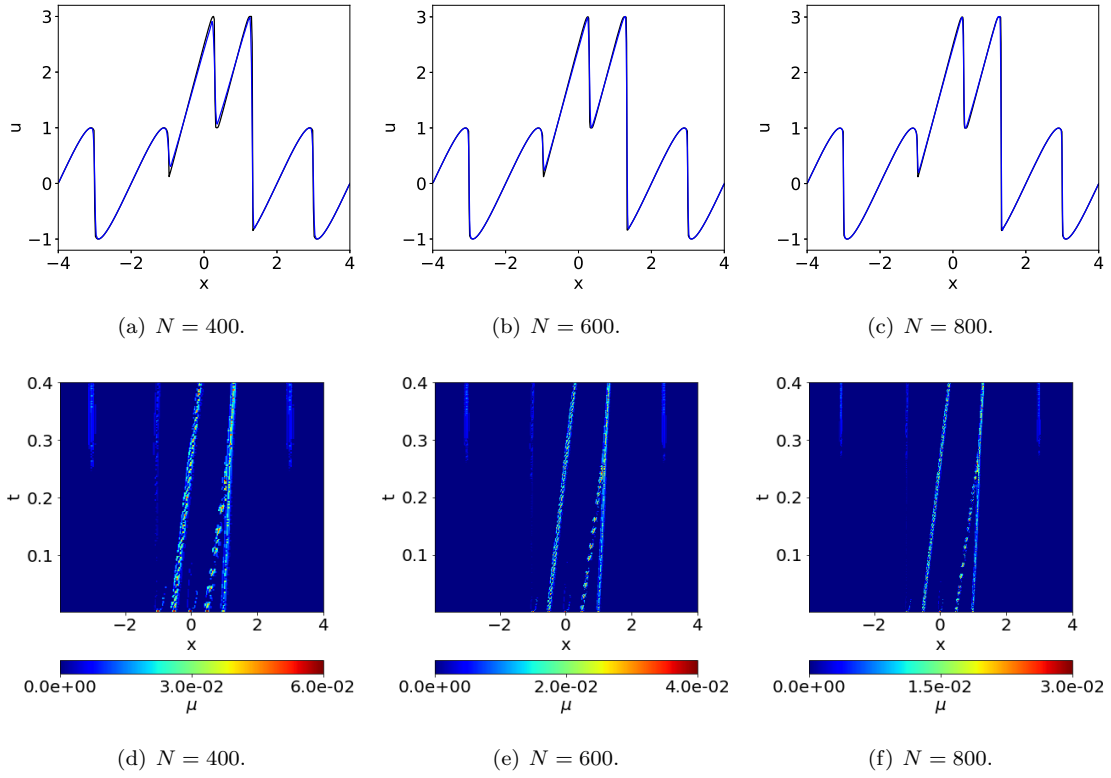 3
2
1
0
−1
u
−4 −2 0 2 4
x
(a) N = 400.
3
2
1
0
−1
u
−4 −2 0 2 4
x
(b) N = 600.
3
2
1
0
−1
u
−4 −2 0 2 4
x
(c) N = 800.
0.4
0.3
0.2
0.1
t
−2 0 2 4
x
0.0e+00 3.0e-02 6.0e-02
μ
(d) N = 400.
0.4
0.3
0.2
0.1
t
−2 0 2 4
x
0.0e+00 2.0e-02 4.0e-02
μ
(e) N = 600.
0.4
0.3
0.2
0.1
t
−2 0 2 4
x
0.0e+00 1.5e-02 3.0e-02
μ
(f) N = 800.